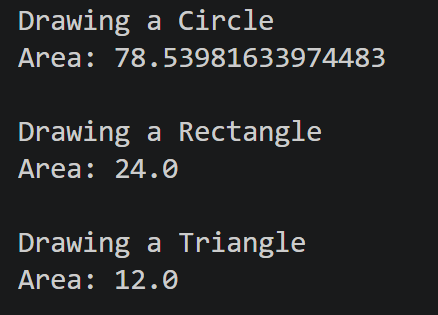 Drawing a Circle
Area: 78.53981633974483
Drawing a Rectangle
Area: 24.0
Drawing a Triangle
Area: 12.0